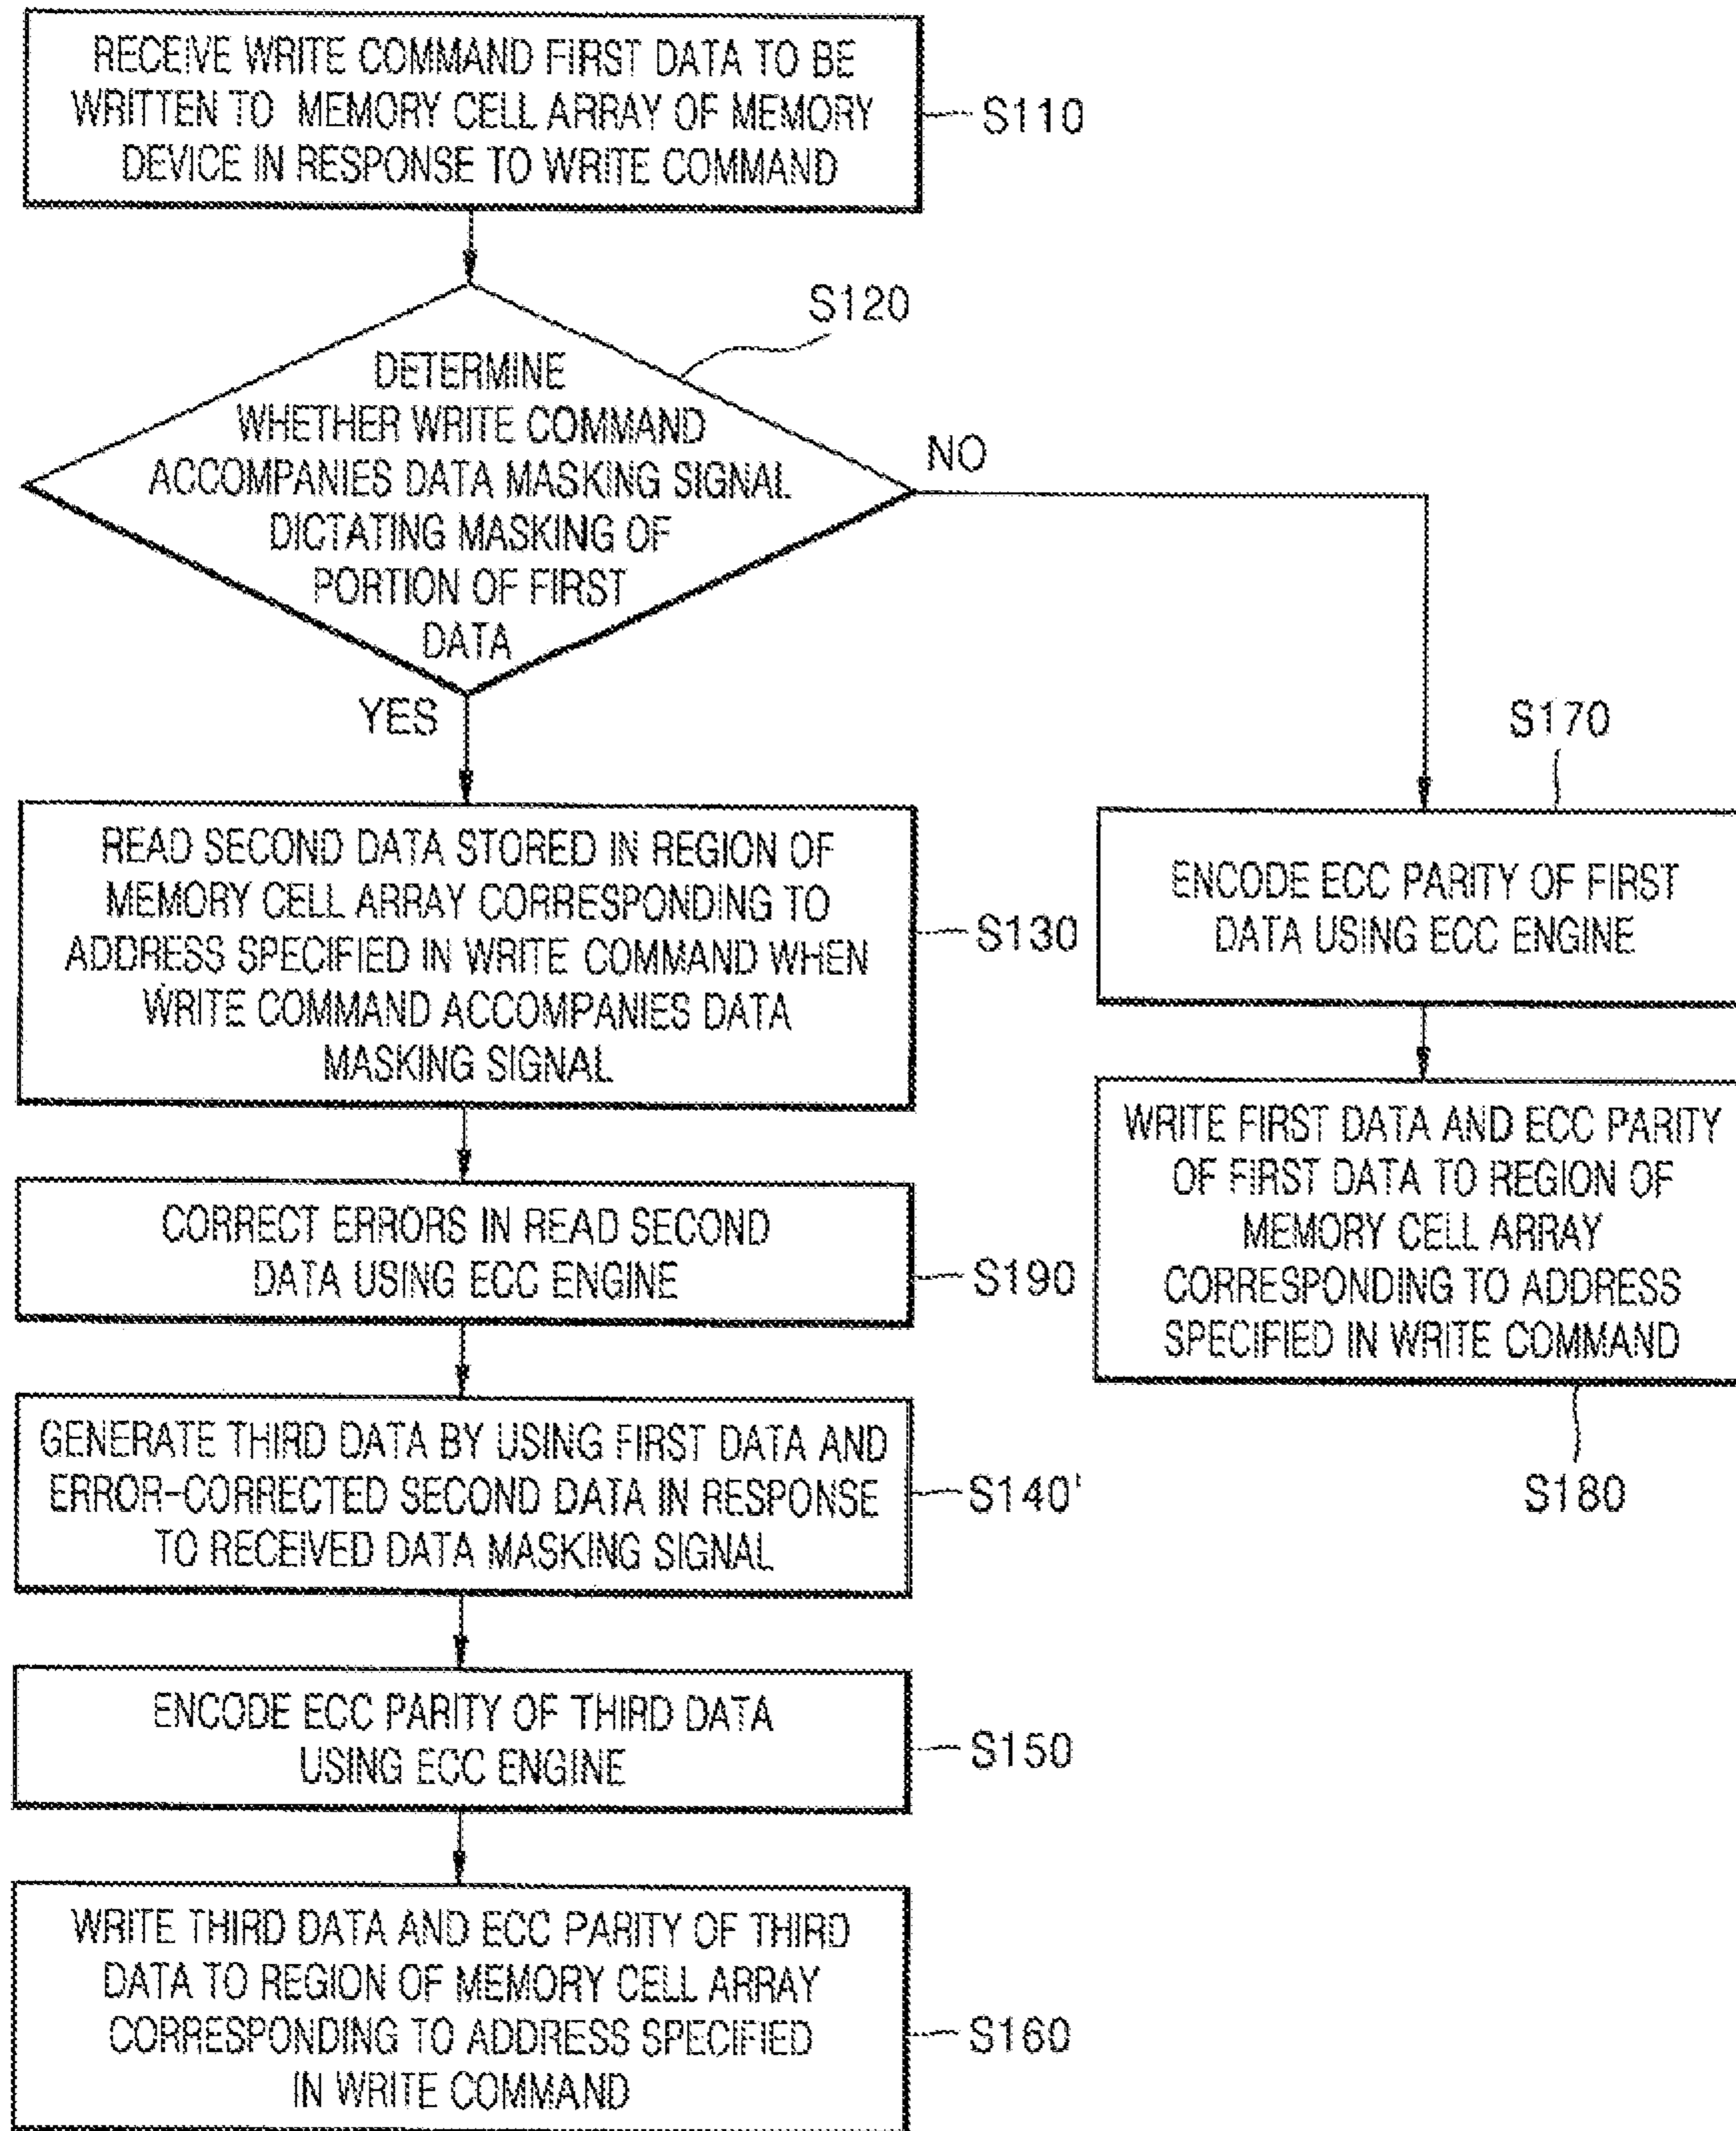 RECEIVE WRITE COMMAND FIRST DATA TO BE
WRITTEN TO MEMORY CELL ARRAY OF MEMORY
DEVICE IN RESPONSE TO WRITE COMMAND
S110
S120
DETERMINE
WHETHER WRITE COMMAND
ACCOMPANIES DATA MASKING SIGNAL
DICTATING MASKING OF
PORTION OF FIRST
DATA
NO
YES
READ SECOND DATA STORED IN REGION OF
MEMORY CELL ARRAY CORRESPONDING TO
ADDRESS SPECIFIED IN WRITE COMMAND WHEN
WRITE COMMAND ACCOMPANIES DATA
MASKING SIGNAL
S130
CORRECT ERRORS IN READ SECOND
DATA USING ECC ENGINE
S190
GENERATE THIRD DATA BY USING FIRST DATA AND
ERROR-CORRECTED SECOND DATA IN RESPONSE
TO RECEIVED DATA MASKING SIGNAL
S140'
ENCODE ECC PARITY OF THIRD DATA
USING ECC ENGINE
S150
WRITE THIRD DATA AND ECC PARITY OF THIRD
DATA TO REGION OF MEMORY CELL ARRAY
CORRESPONDING TO ADDRESS SPECIFIED
IN WRITE COMMAND
S160
S170
ENCODE ECC PARITY OF FIRST
DATA USING ECC ENGINE
WRITE FIRST DATA AND ECC PARITY
OF FIRST DATA TO REGION OF
MEMORY CELL ARRAY
CORRESPONDING TO ADDRESS
SPECIFIED IN WRITE COMMAND
S180